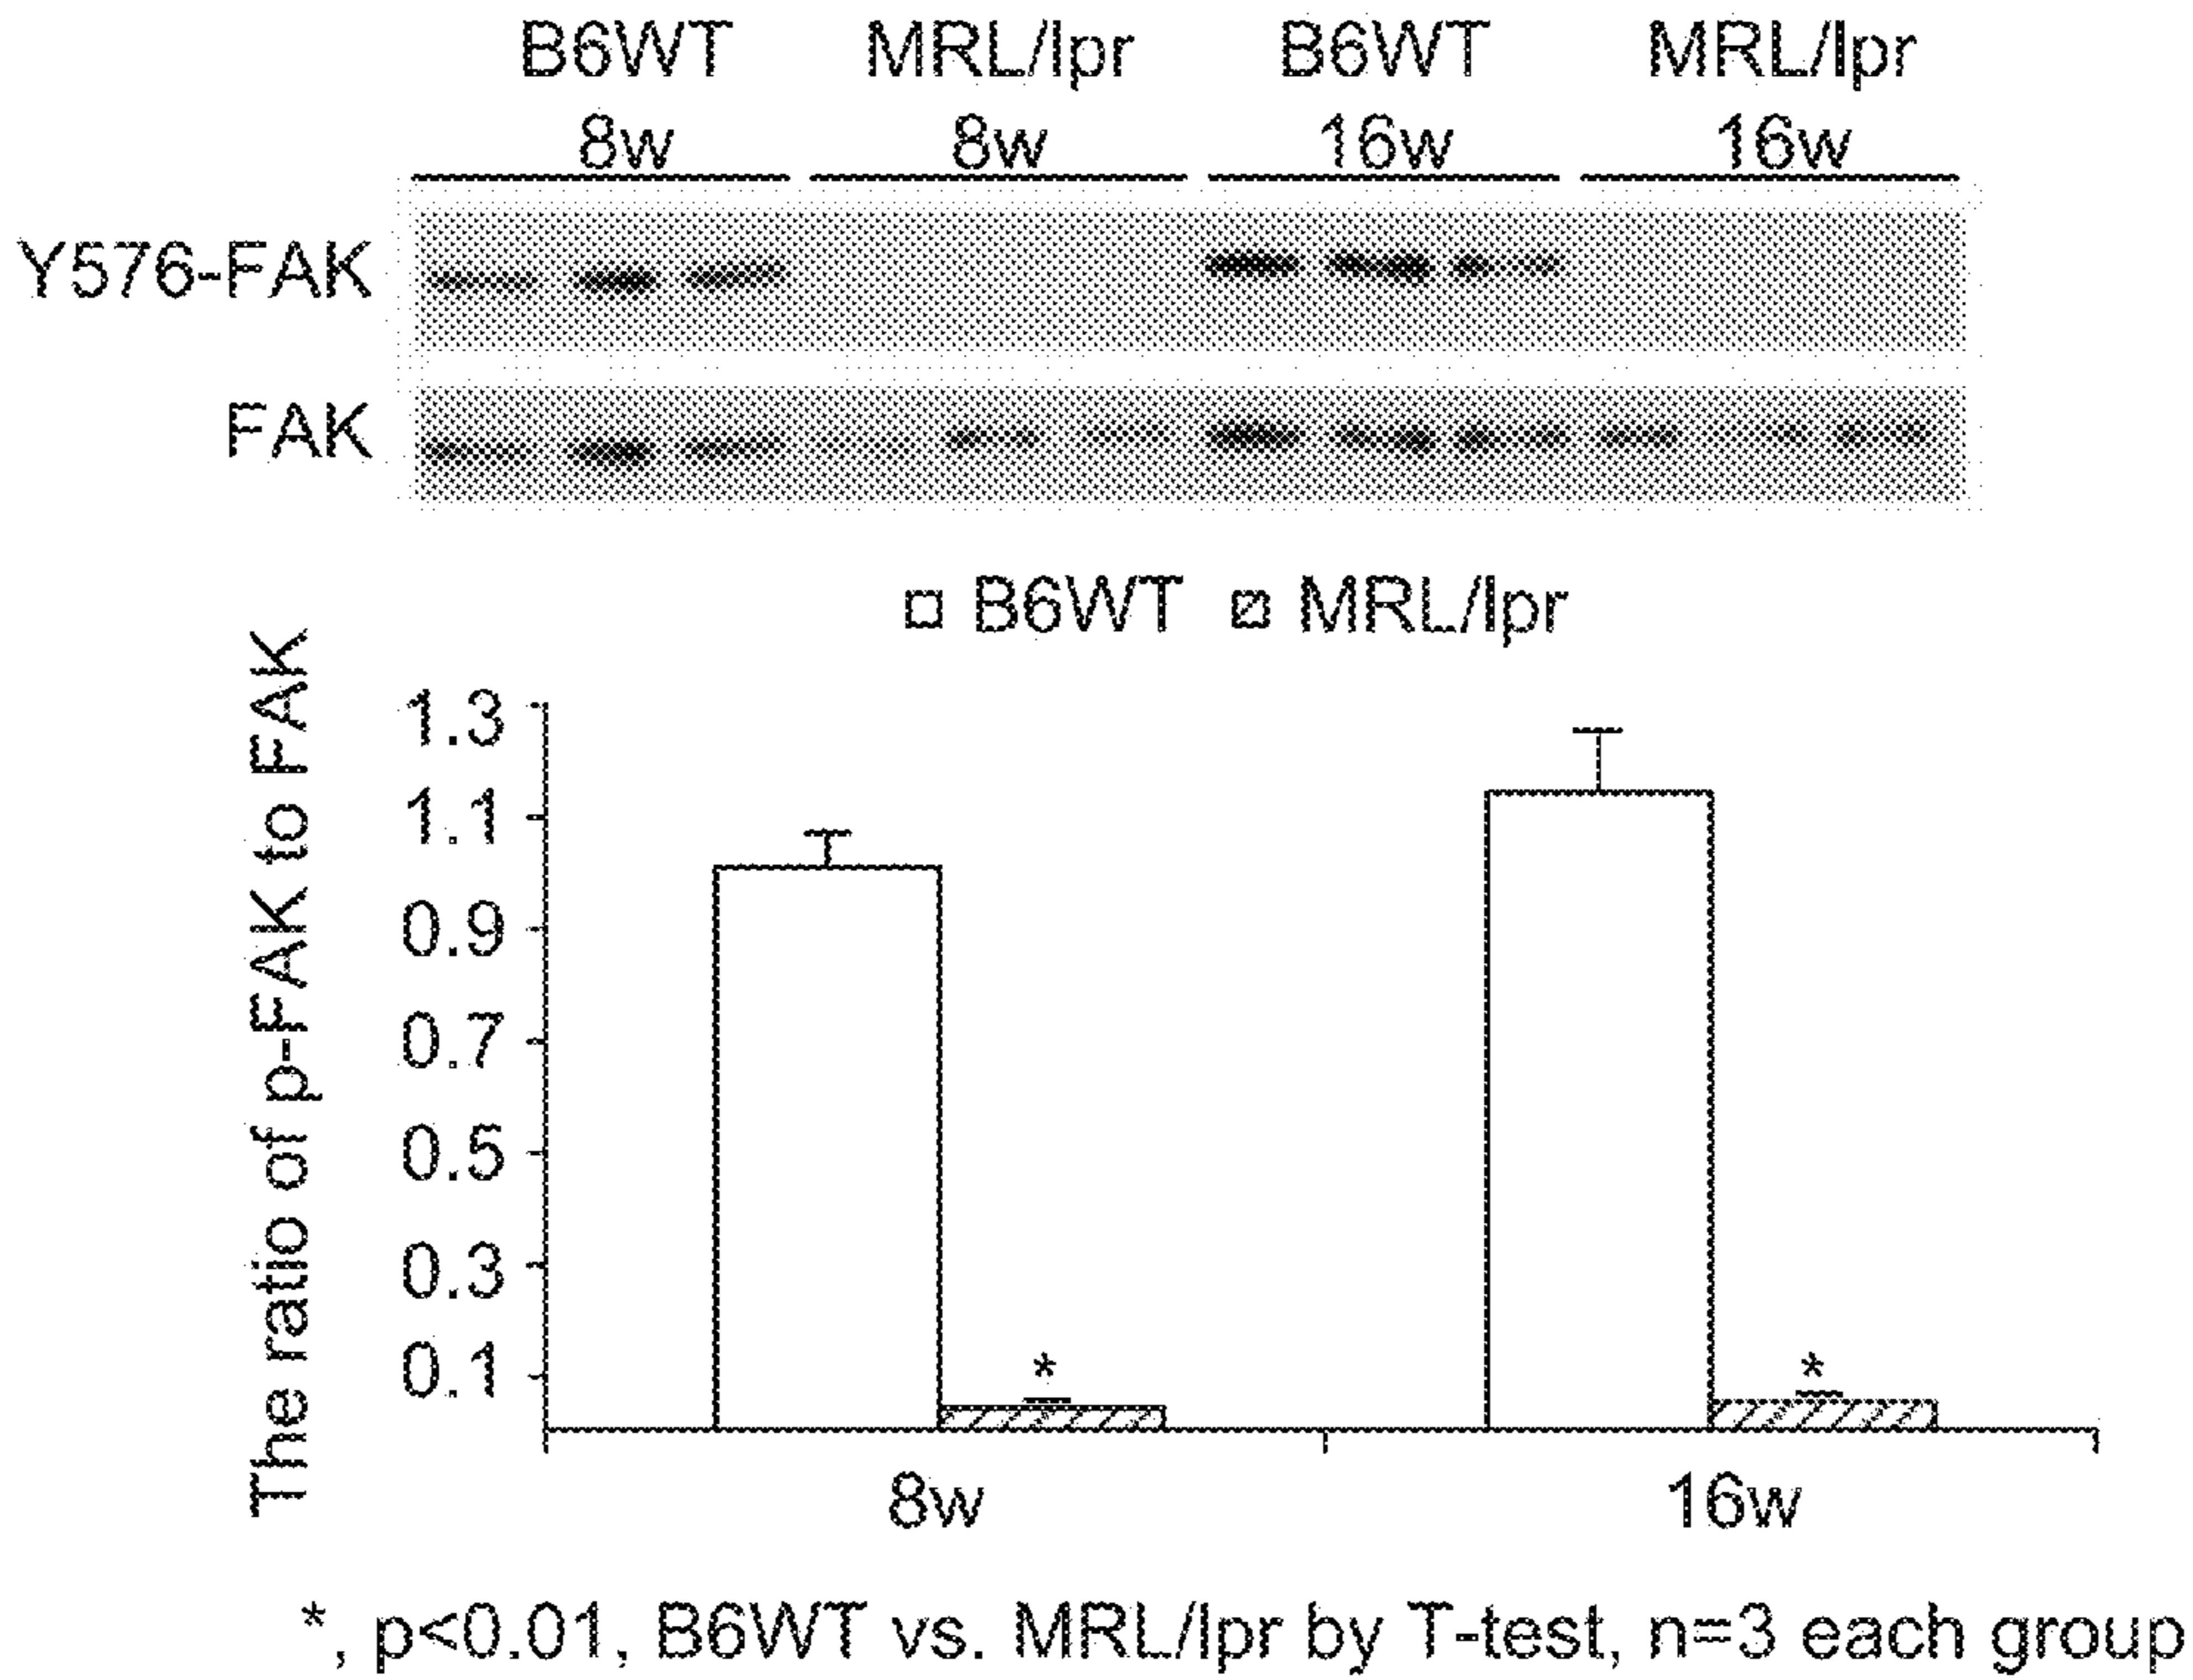 B6WT MRL/lpr B6WT MRL/lpr
8w 8w 16w 16w
Y576-FAK
FAK
B6WT MRL/lpr
The ratio of p-FAK to FAK
1.3
1.1
0.9
0.7
0.5
0.3
0.1
* *
8w 16w
*, p<0.01, B6WT vs. MRL/lpr by T-test, n=3 each group